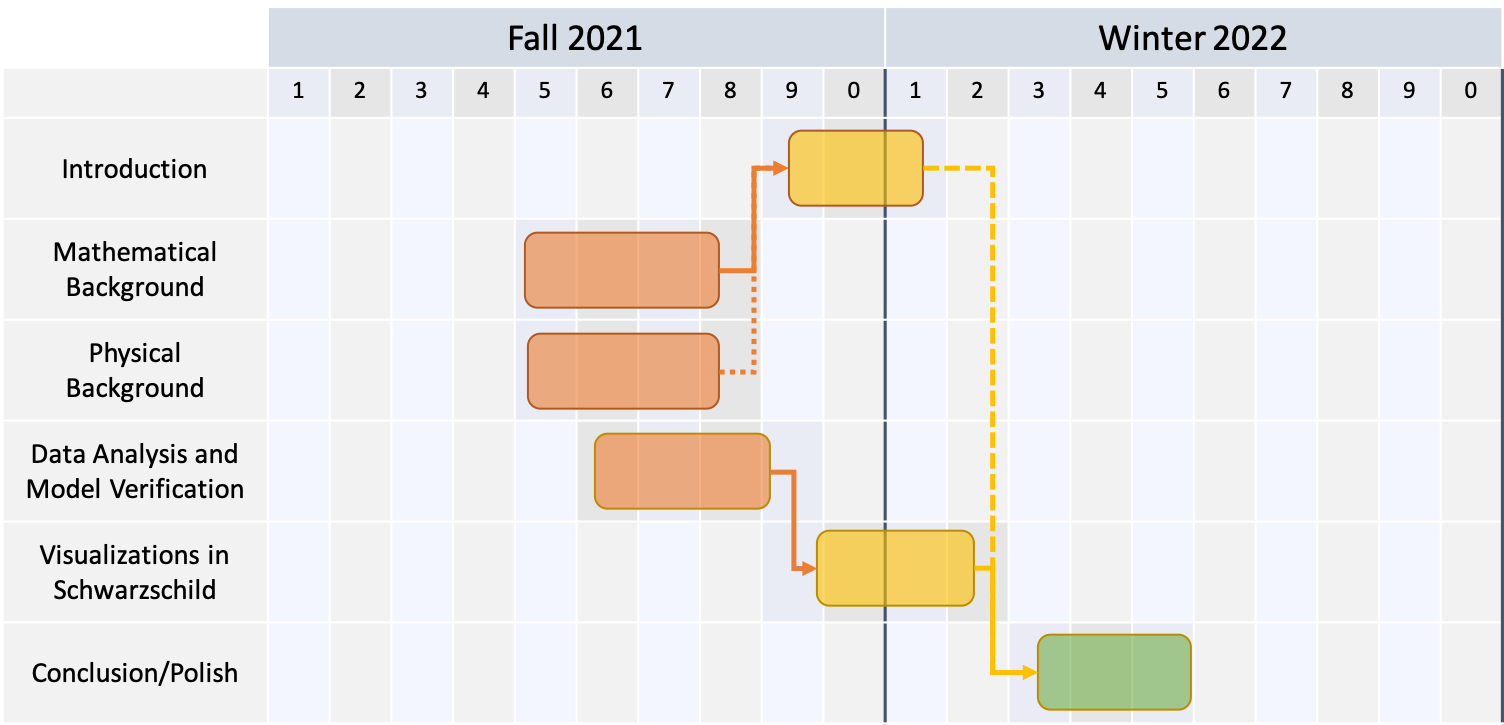 Fall 2021 Winter 2022
1 2 3 4 5 6 7 8 9 0 1 2 3 4 5 6 7 8 9 0
Introduction
Mathematical
Background
Physical
Background
Data Analysis and
Model Verification
Visualizations in
Schwarzschild
Conclusion/Polish